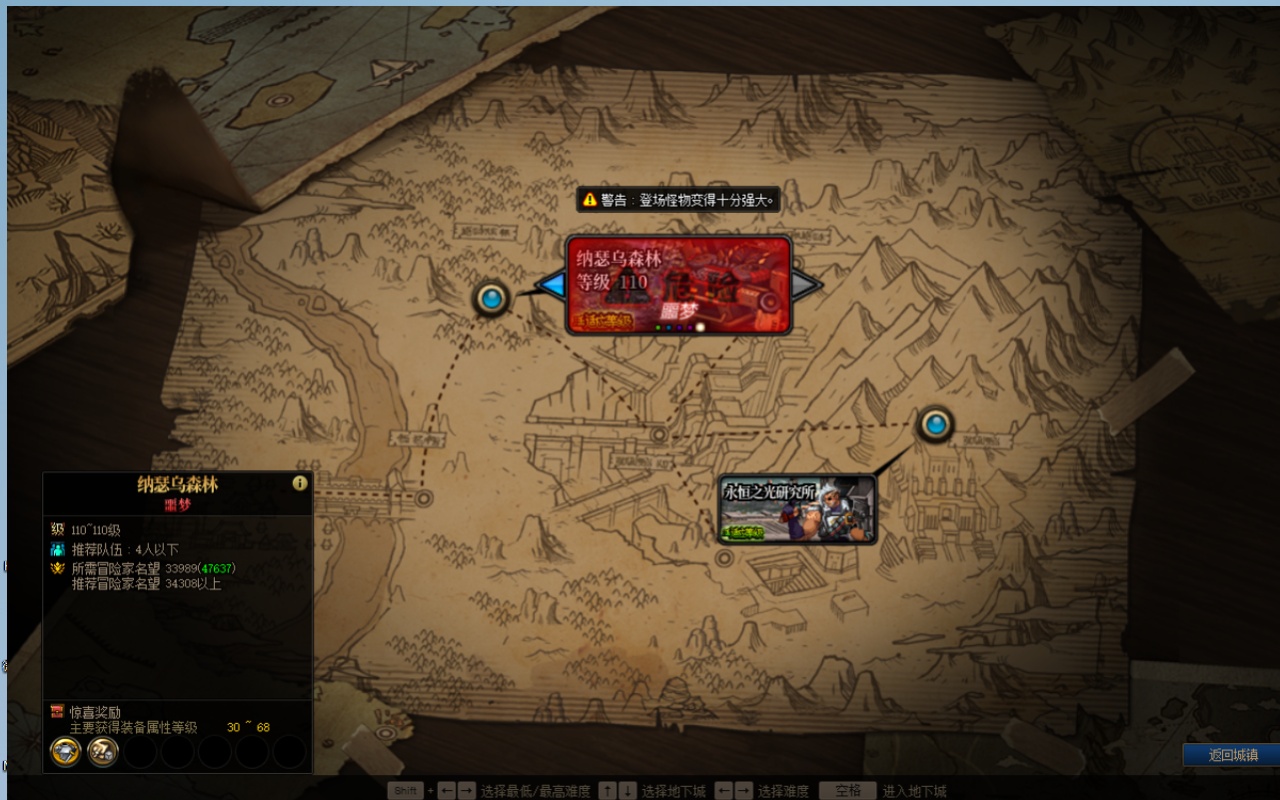 警告：登场怪物变得十分强大。
纳瑟乌森林
等级 110
噩梦
永恒之光研究所
纳瑟乌森林
噩梦
级 110~110级
推荐队伍：4人以下
所需冒险家名望 33989(47637)
推荐冒险家名望 34308以上
惊喜奖励
主要获得装备属性等级 30 ~ 68
返回城镇
Shift + ← → 选择最低/最高难度 ↑ ↓ 选择地下城 ← → 选择难度 空格 进入地下城